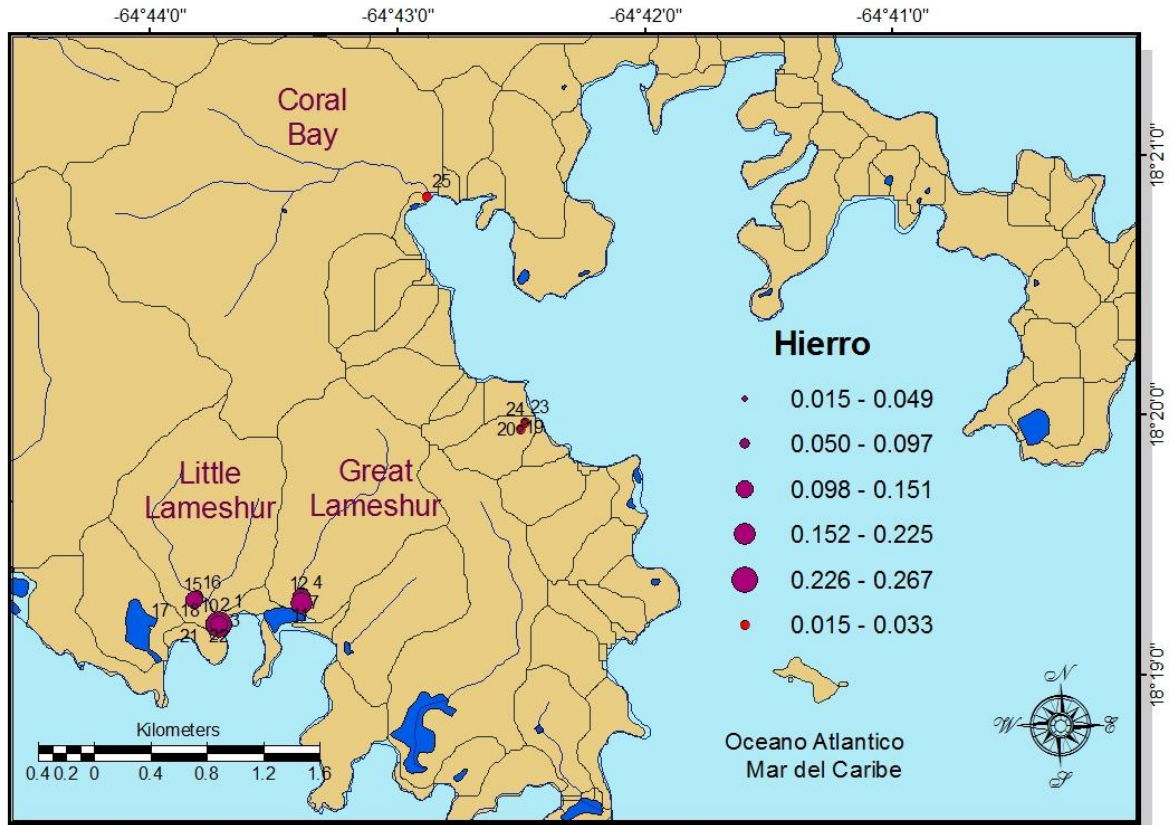 -64°44'0" -64°43'0" -64°42'0" -64°41'0"
Coral
Bay
18°21'0"
25
Hierro
0.015 - 0.049
0.050 - 0.097
0.098 - 0.151
0.152 - 0.225
0.226 - 0.267
0.015 - 0.033
24 23
20 19
18°20'0"
Little
Lameshur
Great
Lameshur
15 16
12 4
17 18 10 2 1
7
3
21 22
18°19'0"
N
W E
S
Kilometers
0.4 0.2 0 0.4 0.8 1.2 1.6
Oceano Atlantico
Mar del Caribe